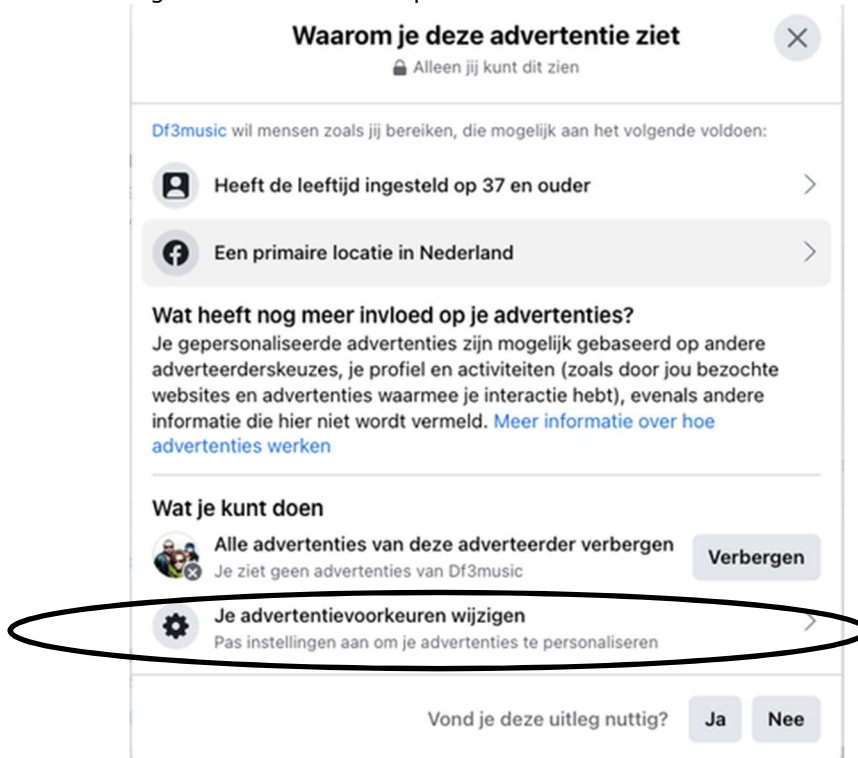 Waarom je deze advertentie ziet
Alleen jij kunt dit zien
Df3music wil mensen zoals jij bereiken, die mogelijk aan het volgende voldoen:
Heeft de leeftijd ingesteld op 37 en ouder
Een primaire locatie in Nederland
Wat heeft nog meer invloed op je advertenties?
Je gepersonaliseerde advertenties zijn mogelijk gebaseerd op andere
adverteerderskeuzes, je profiel en activiteiten (zoals door jou bezochte
websites en advertenties waarmee je interactie hebt), evenals andere
informatie die hier niet wordt vermeld. Meer informatie over hoe
advertenties werken
Wat je kunt doen
Alle advertenties van deze adverteerder verbergen
Je ziet geen advertenties van Df3music
Verbergen
Je advertentievoorkeuren wijzigen
Pas instellingen aan om je advertenties te personaliseren
Vond je deze uitleg nuttig? Ja Nee